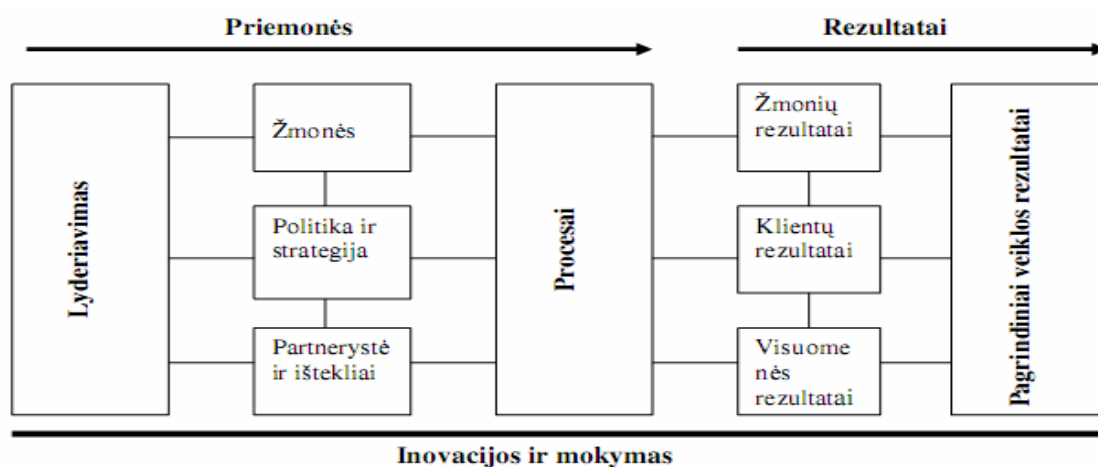 Priemonės
Rezultatai
Lyderiavimas
Žmonės
Politika ir
strategija
Partnerystė
ir ištekliai
Procesai
Žmonių
rezultatai
Klientų
rezultatai
Visuome
nės
rezultatai
Pagrindiniai veiklos rezultatai
Inovacijos ir mokymas